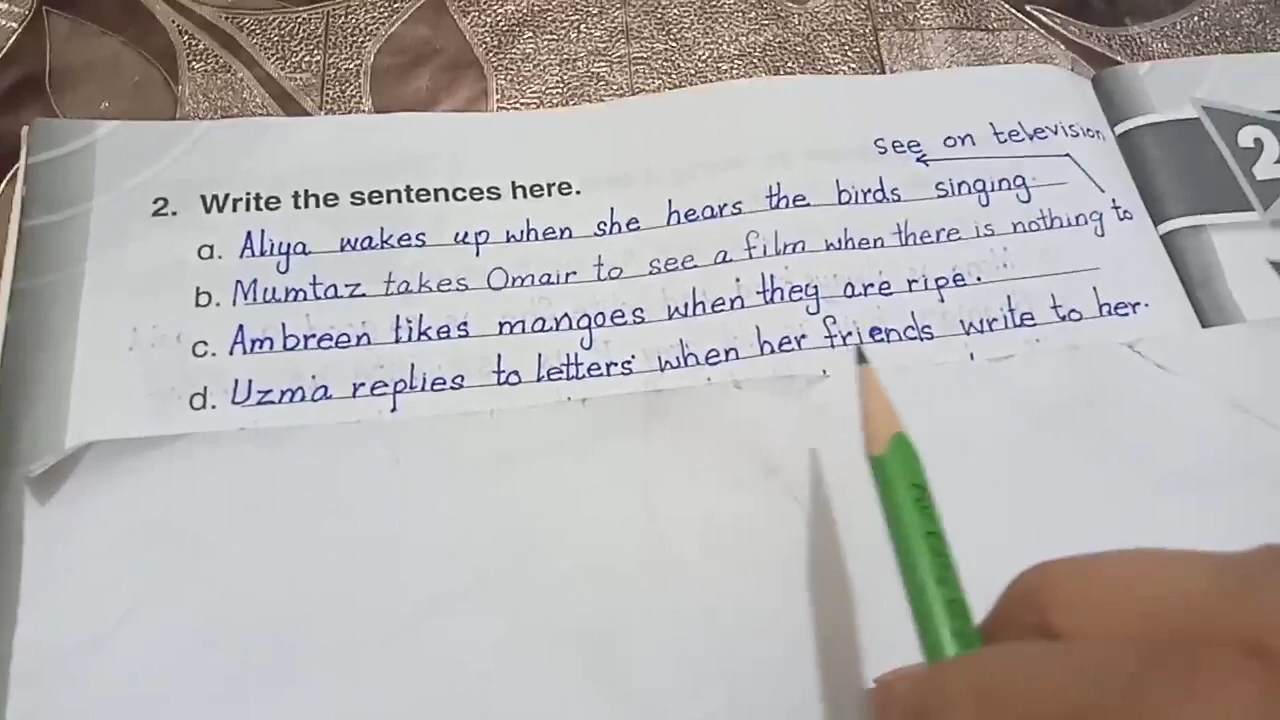 see on television
2. Write the sentences here.
a. Aliya wakes up when she hears the birds singing
b. Mumtaz takes Omair to see a film when there is nothing to
c. Ambreen likes mangoes when they are ripe.
d. Uzma replies to letters when her friends write to her.
2